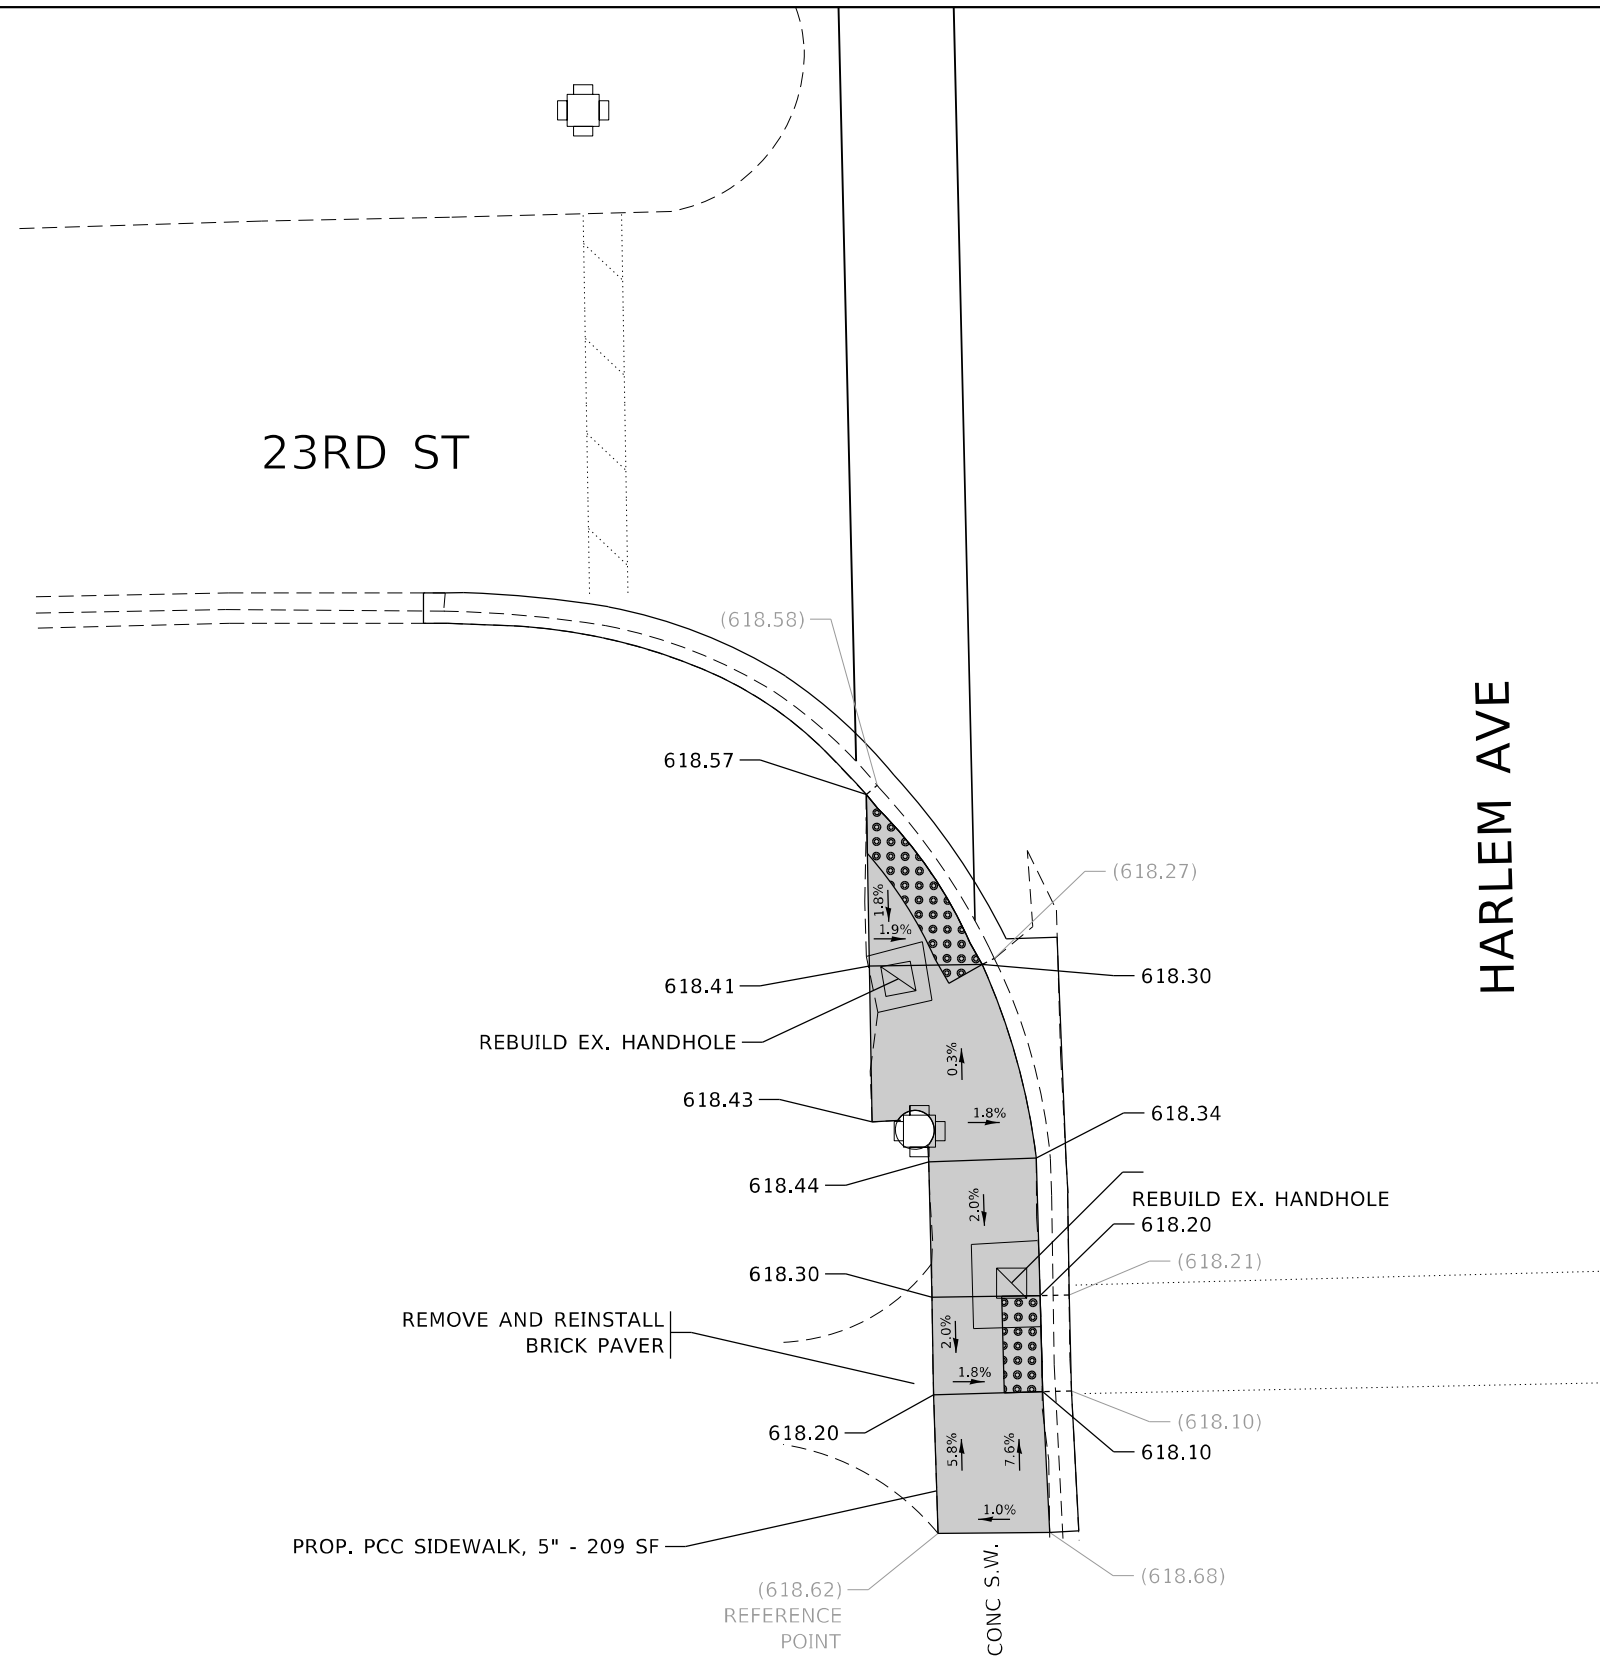 23RD ST
(618.58)
618.57
HARLEM AVE
(618.27)
1.8%
1.9%
618.41
618.30
REBUILD EX. HANDHOLE
0.3%
618.43
1.8%
618.34
618.44
2.0%
REBUILD EX. HANDHOLE
618.20
(618.21)
618.30
REMOVE AND REINSTALL
BRICK PAVER
2.0%
1.8%
618.20
(618.10)
618.10
5.8%
7.6%
1.0%
PROP. PCC SIDEWALK, 5" - 209 SF
(618.62)
REFERENCE
POINT
CONC S.W.
(618.68)